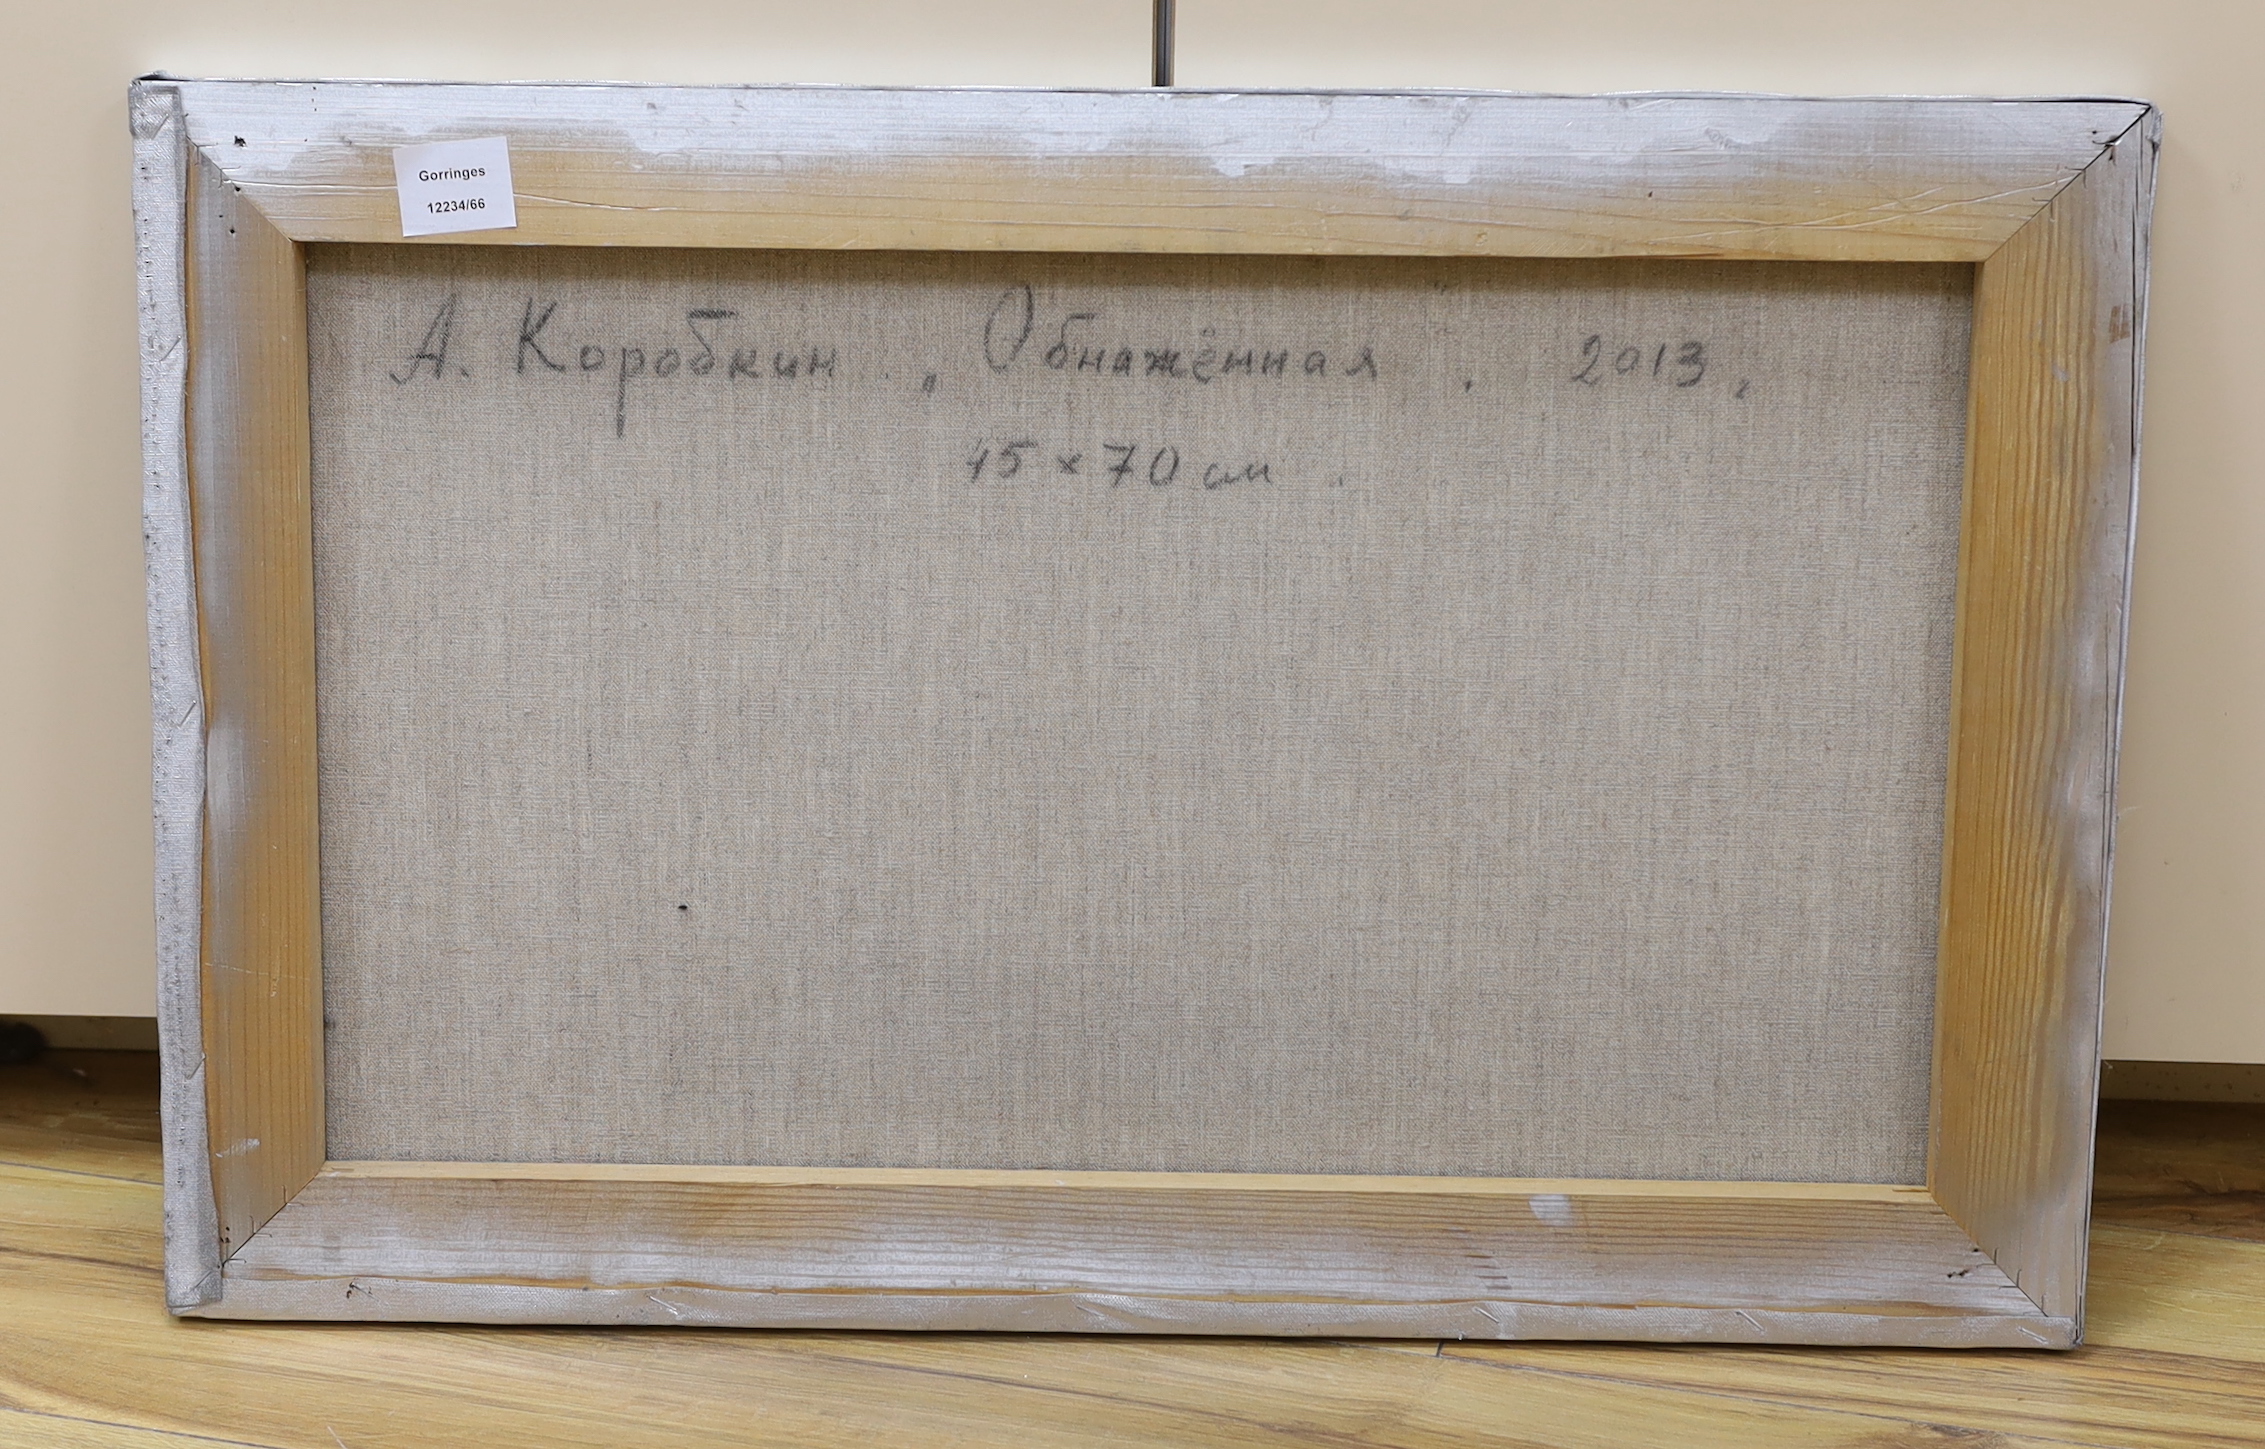 Gorringes
12234/66
А. Коробкин. „Обнажённая", 2013,
45 × 70 см.